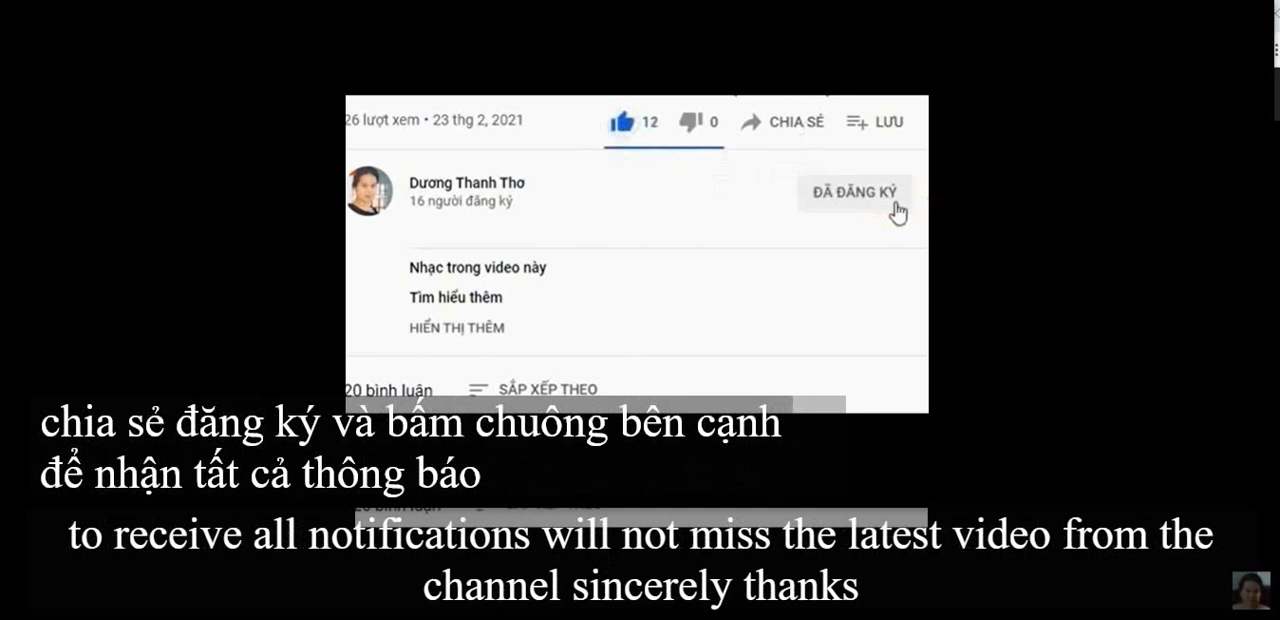 26 lượt xem • 23 thg 2, 2021
12 0 CHIA SẺ LƯU
Dương Thanh Thơ
16 người đăng ký
ĐÃ ĐĂNG KÝ
Nhạc trong video này
Tìm hiểu thêm
HIỂN THỊ THÊM
20 bình luận SẮP XẾP THEO
chia sẻ đăng ký và bấm chuông bên cạnh
để nhận tất cả thông báo
to receive all notifications will not miss the latest video from the
channel sincerely thanks